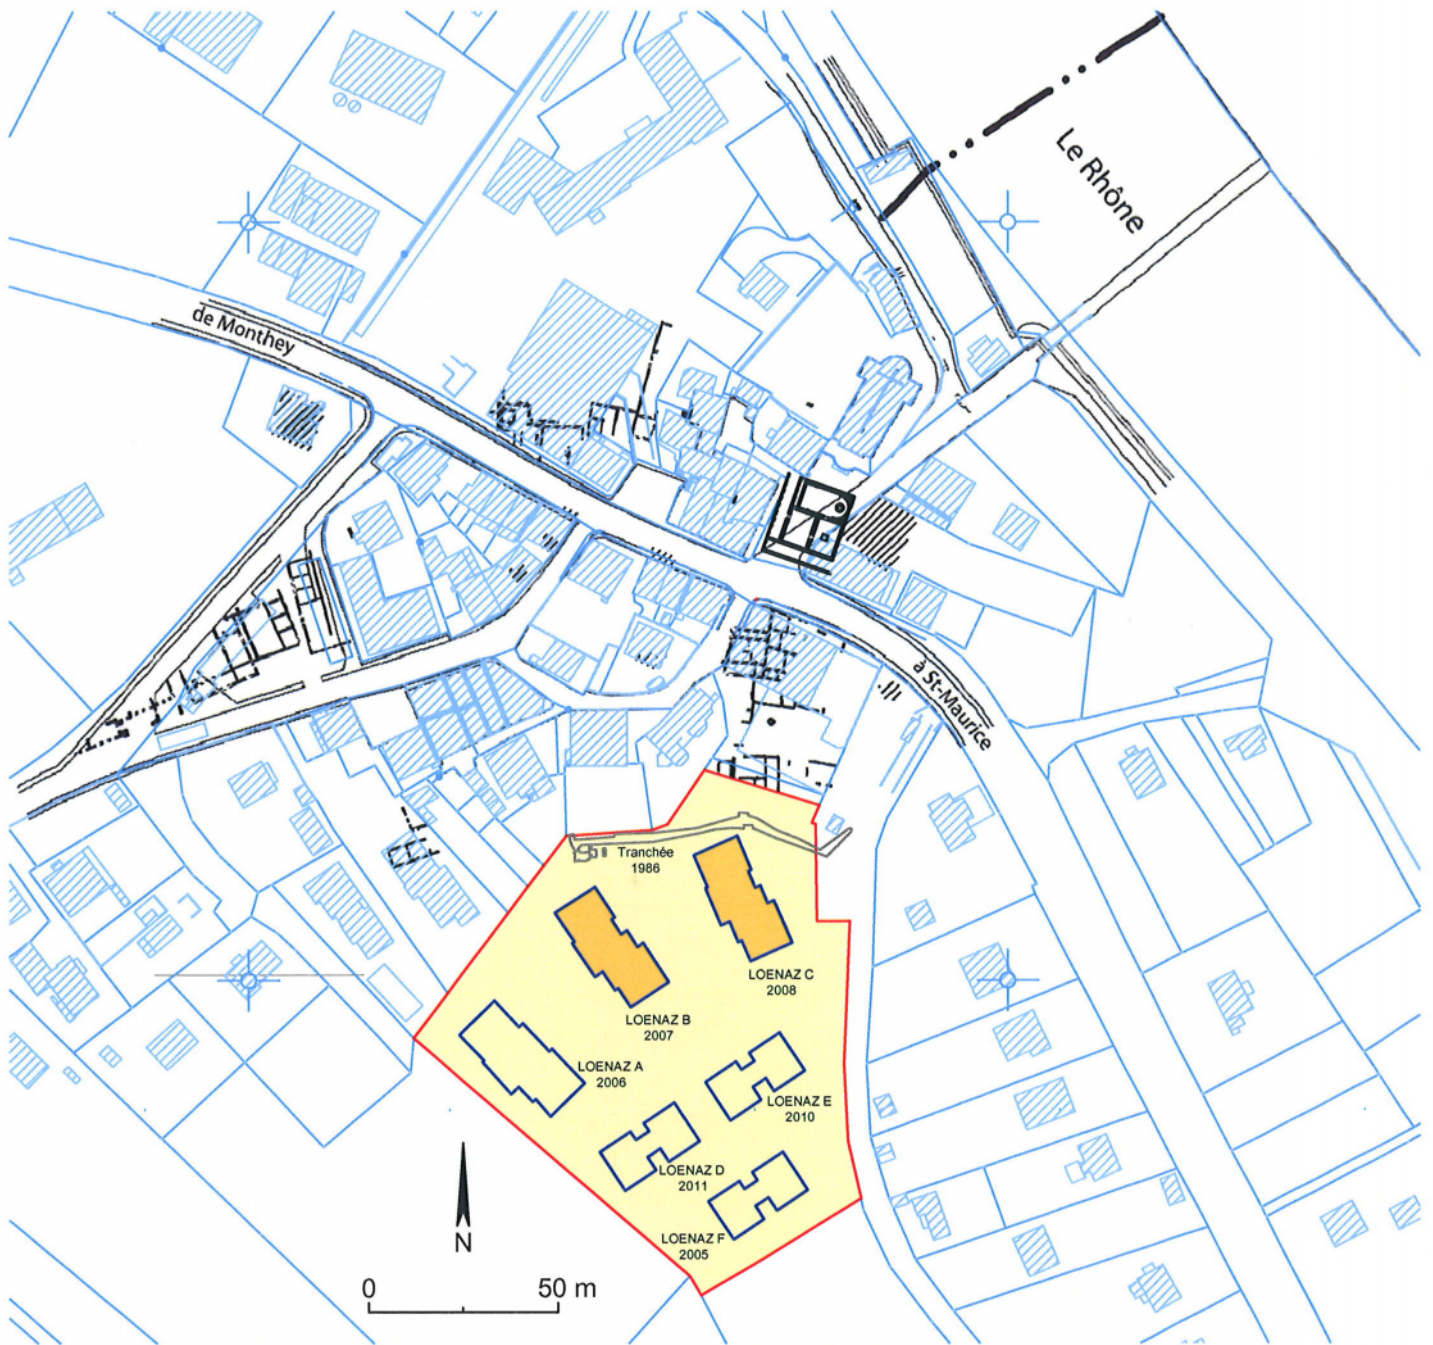 Le Rhône
de Monthey
à St-Maurice
Tranchée
1986
LOENAZ C
2008
LOENAZ B
2007
LOENAZ A
2006
LOENAZ E
2010
LOENAZ D
2011
LOENAZ F
2005
N
0 50 m